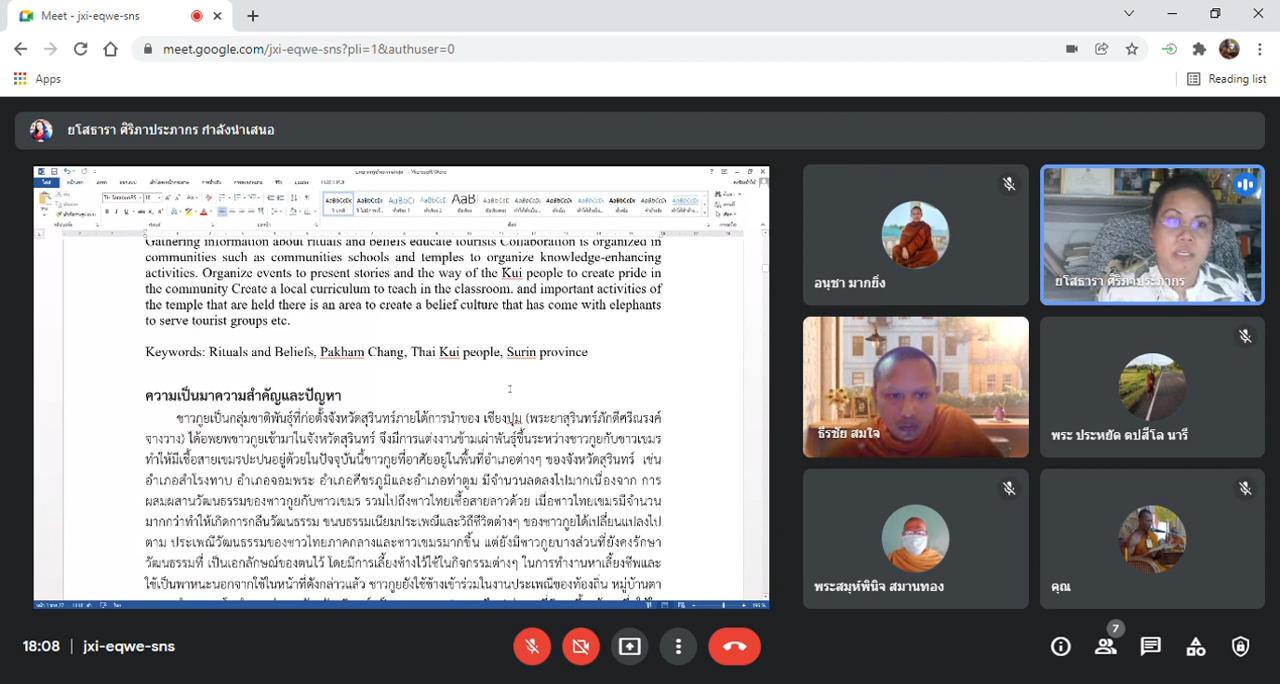 Meet - jxi-eqwe-sns
meet.google.com/jxi-eqwe-sns?pli=1&authuser=0
Apps
Reading list
ยโสธารา ศิริภาประภากร กำลังนำเสนอ
Microsoft Word
Gathering information about rituals and beliefs educate tourists Collaboration is organized in
communities such as communities schools and temples to organize knowledge-enhancing
activities. Organize events to present stories and the way of the Kui people to create pride in
the community Create a local curriculum to teach in the classroom. and important activities of
the temple that are held there is an area to create a belief culture that has come with elephants
to serve tourist groups etc.
Keywords: Rituals and Beliefs, Pakham Chang, Thai Kui people, Surin province
ความเป็นมาความสำคัญและปัญหา
ชาวกูยเป็นกลุ่มชาติพันธุ์ที่ก่อตั้งจังหวัดสุรินทร์ภายใต้การนำของ เชียงปุม (พระยาสุรินทร์ภักดีศรีณรงค์
จางวาง) ได้อพยพชาวกูยเข้ามาในจังหวัดสุรินทร์ จึงมีการแต่งงานข้ามเผ่าพันธุ์ขึ้นระหว่างชาวกูยกับชาวเขมร
ทำให้มีเชื้อสายเขมรปะปนอยู่ด้วยในปัจจุบันนี้ชาวกูยที่อาศัยอยู่ในพื้นที่อำเภอต่างๆ ของจังหวัดสุรินทร์ เช่น
อำเภอสำโรงทาบ อำเภอจอมพระ อำเภอศีขรภูมิและอำเภอท่าตูม มีจำนวนลดลงไปมากเนื่องจาก การ
ผสมผสานวัฒนธรรมของชาวกูยกับชาวเขมร รวมไปถึงชาวไทยเชื้อสายลาวด้วย เมื่อชาวไทยเขมรมีจำนวน
มากกว่าทำให้เกิดการกลืนวัฒนธรรม ขนบธรรมเนียมประเพณีและวิถีชีวิตต่างๆ ของชาวกูยได้เปลี่ยนแปลงไป
ตาม ประเพณีวัฒนธรรมของชาวไทยภาคกลางและชาวเขมรมากขึ้น แต่ยังมีชาวกูยบางส่วนที่ยังคงรักษา
วัฒนธรรมที่ เป็นเอกลักษณ์ของตนไว้ โดยมีการเลี้ยงช้างไว้ใช้ในกิจกรรมต่างๆ ในการทำงานหาเลี้ยงชีพและ
ใช้เป็นพาหนะนอกจากใช้ในหน้าที่ดังกล่าวแล้ว ชาวกูยยังใช้ช้างเข้าร่วมในงานประเพณีของท้องถิ่น หมู่บ้านตา
อนุชา มากยิ่ง
ยโสธารา ศิริภาประภากร
ธีรชัย สมใจ
พระ ประหยัด ตปสีโล นารี
พระสมุห์พินิจ สมานทอง
คุณ
18:08 | jxi-eqwe-sns
7